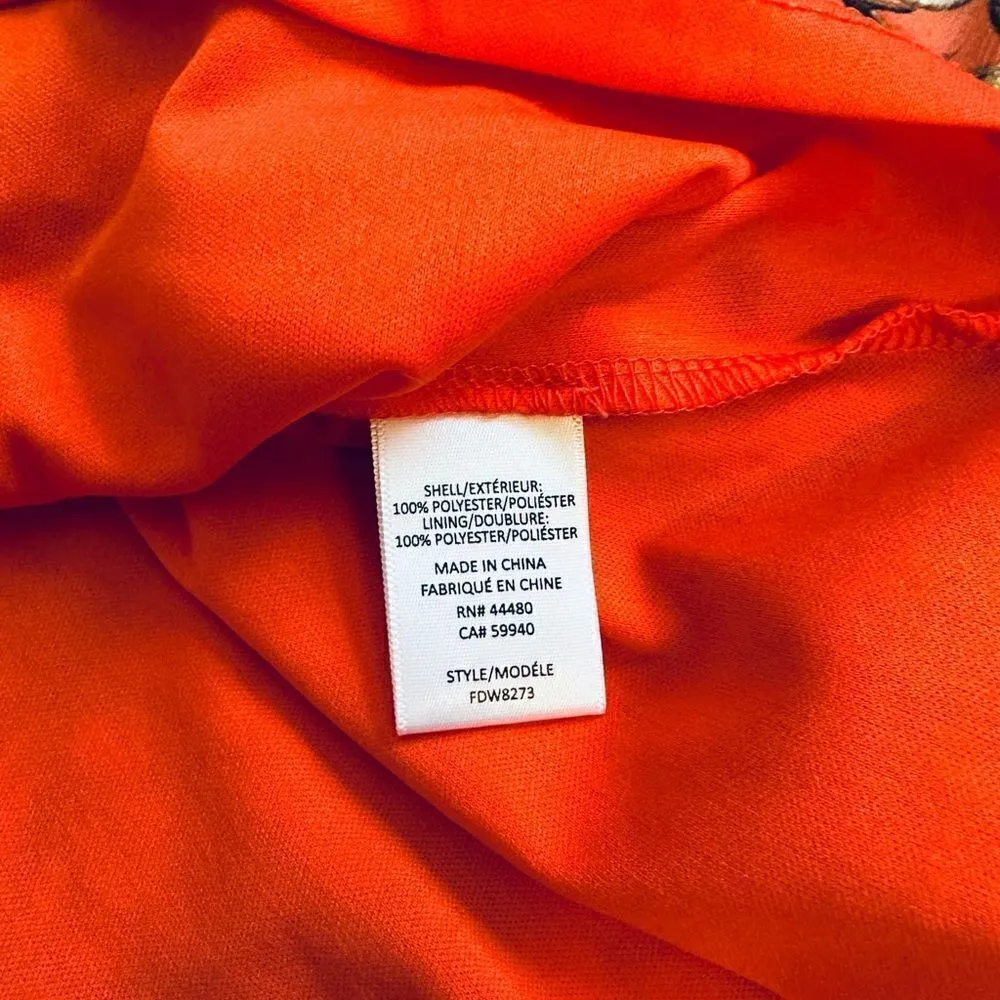 SHELL/EXTÉRIEUR:
100% POLYESTER/POLIÉSTER
LINING/DOUBLURE:
100% POLYESTER/POLIÉSTER
MADE IN CHINA
FABRIQUÉ EN CHINE
RN# 44480
CA# 59940
STYLE/MODÉLE
FDW8273